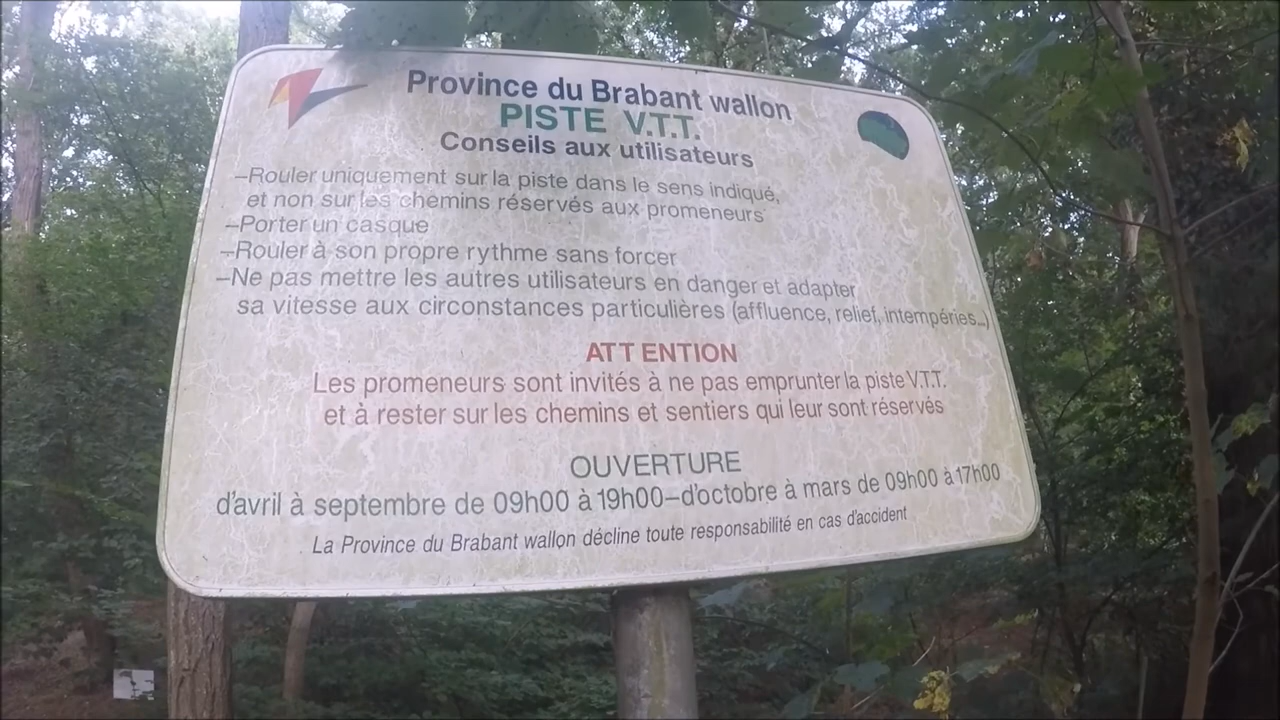 Province du Brabant wallon
PISTE V.T.T.
Conseils aux utilisateurs
–Rouler uniquement sur la piste dans le sens indiqué,
et non sur les chemins réservés aux promeneurs
–Porter un casque
–Rouler à son propre rythme sans forcer
–Ne pas mettre les autres utilisateurs en danger et adapter
sa vitesse aux circonstances particulières (affluence, relief, intempéries...)
ATTENTION
Les promeneurs sont invités à ne pas emprunter la piste V.T.T.
et à rester sur les chemins et sentiers qui leur sont réservés
OUVERTURE
d'avril à septembre de 09h00 à 19h00–d'octobre à mars de 09h00 à 17h00
La Province du Brabant wallon décline toute responsabilité en cas d'accident